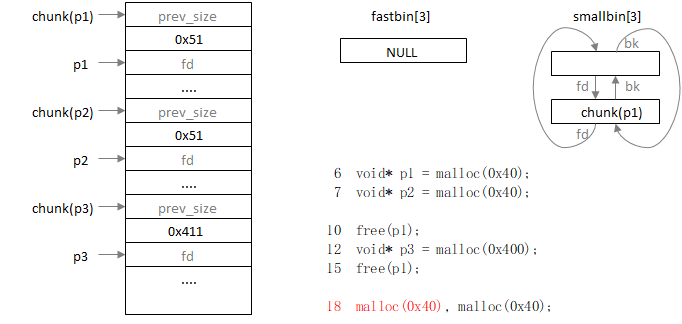 chunk(p1)
prev_size
0x51
p1
fd
....
chunk(p2)
prev_size
0x51
p2
fd
....
chunk(p3)
prev_size
0x411
p3
fd
....
fastbin[3]
NULL
smallbin[3]
bk
fd
bk
chunk(p1)
fd
6 void* p1 = malloc(0x40);
7 void* p2 = malloc(0x40);
10 free(p1);
12 void* p3 = malloc(0x400);
15 free(p1);
18 malloc(0x40), malloc(0x40);